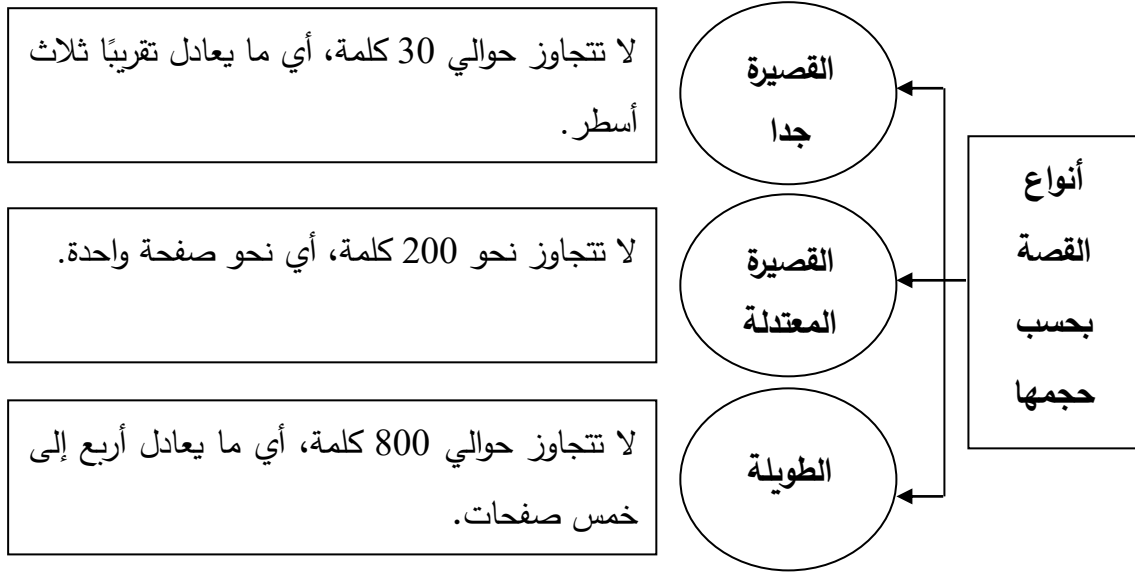 أنواع
القصة
بحسب
حجمها
القصيرة
جدا
لا تتجاوز حوالي 30 كلمة، أي ما يعادل تقريبًا ثلاث
أسطر.
القصيرة
المعتدلة
لا تتجاوز نحو 200 كلمة، أي نحو صفحة واحدة.
الطويلة
لا تتجاوز حوالي 800 كلمة، أي ما يعادل أربع إلى
خمس صفحات.